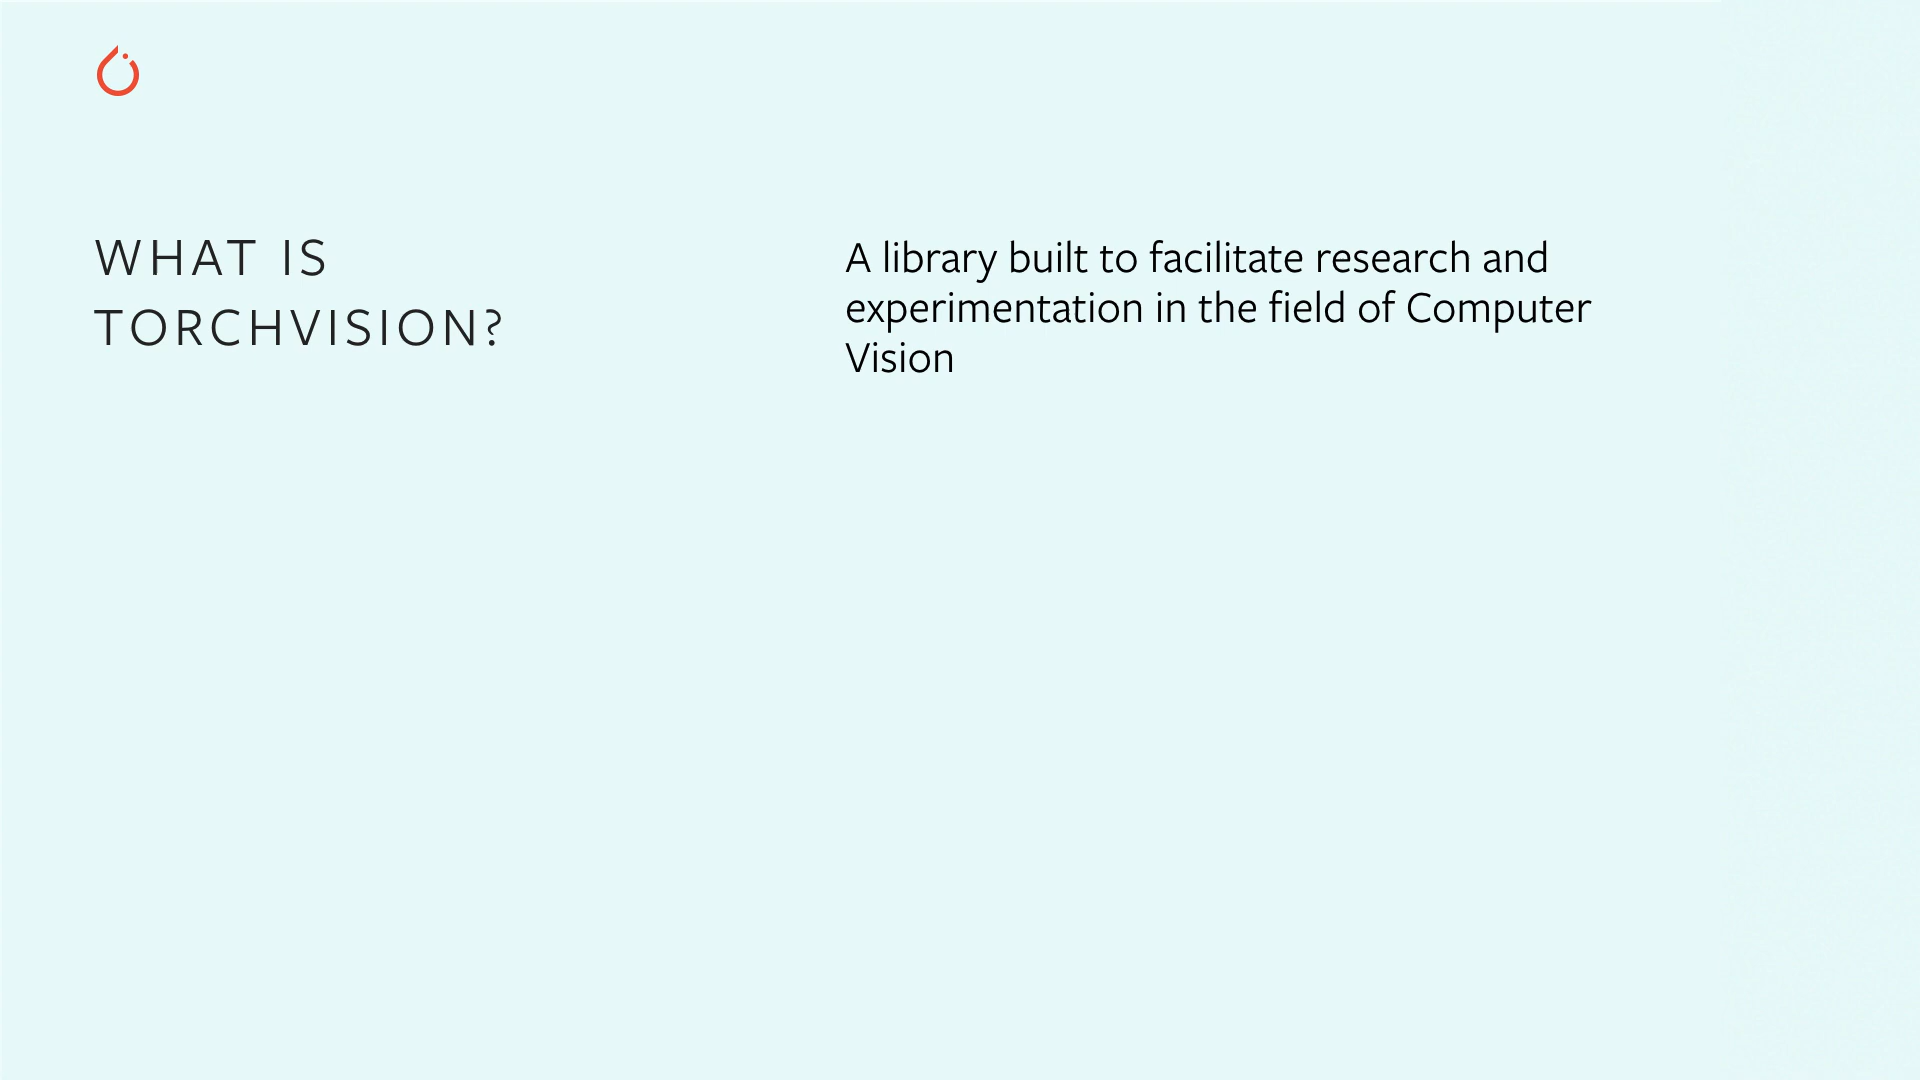 WHAT IS
TORCHVISION?
A library built to facilitate research and
experimentation in the field of Computer
Vision